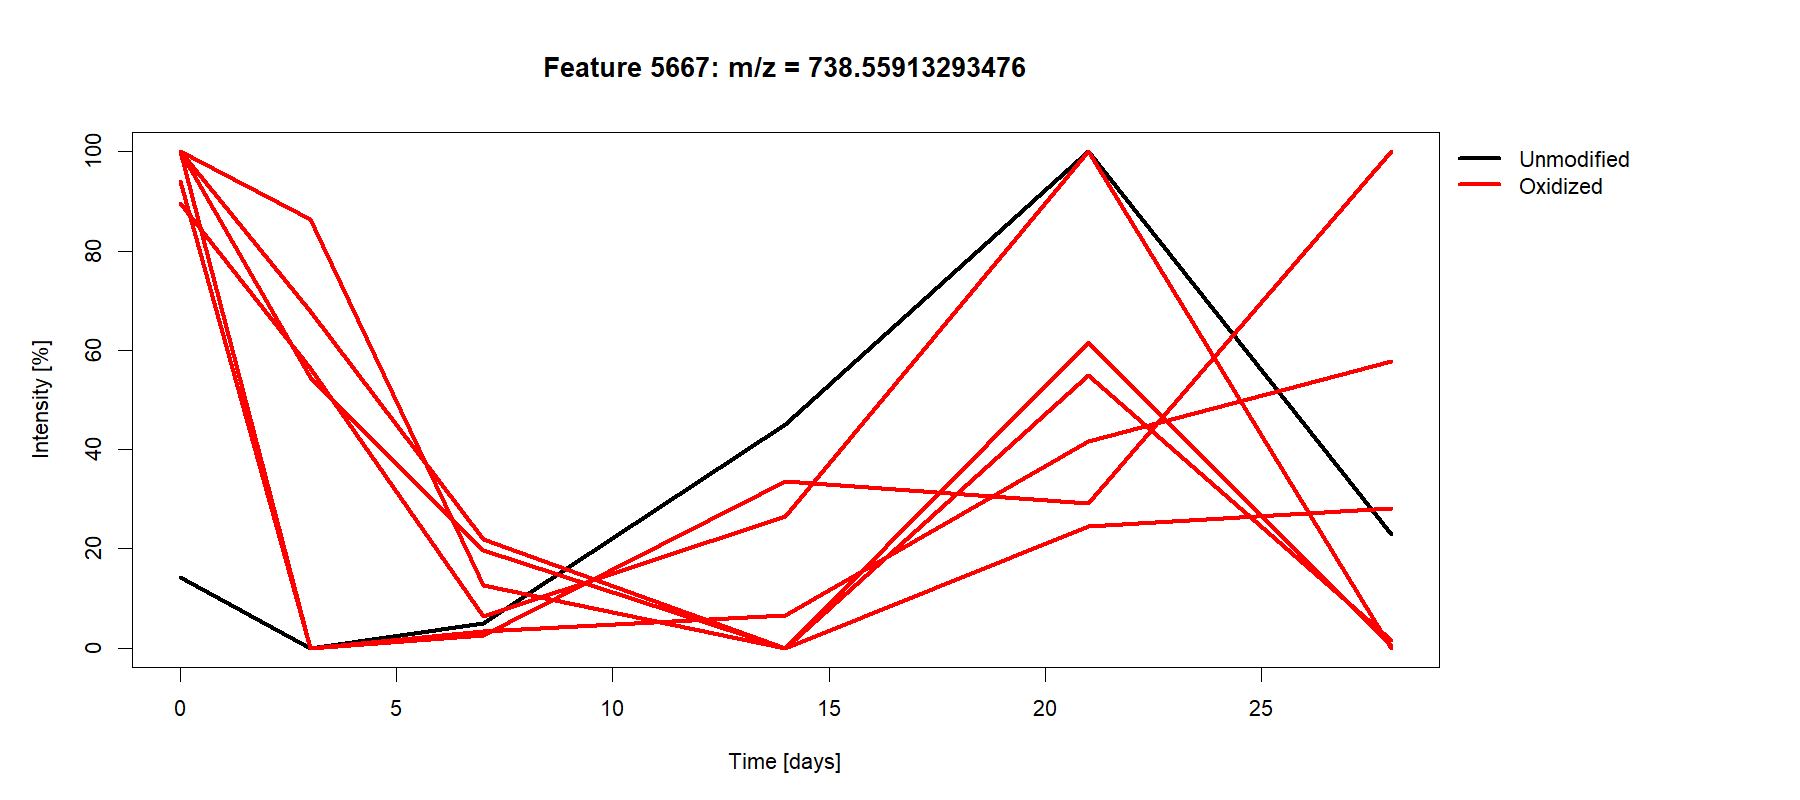 Feature 5667: m/z = 738.55913293476
Unmodified
Oxidized
Intensity [%]
100
80
60
40
20
0
0 5 10 15 20 25
Time [days]